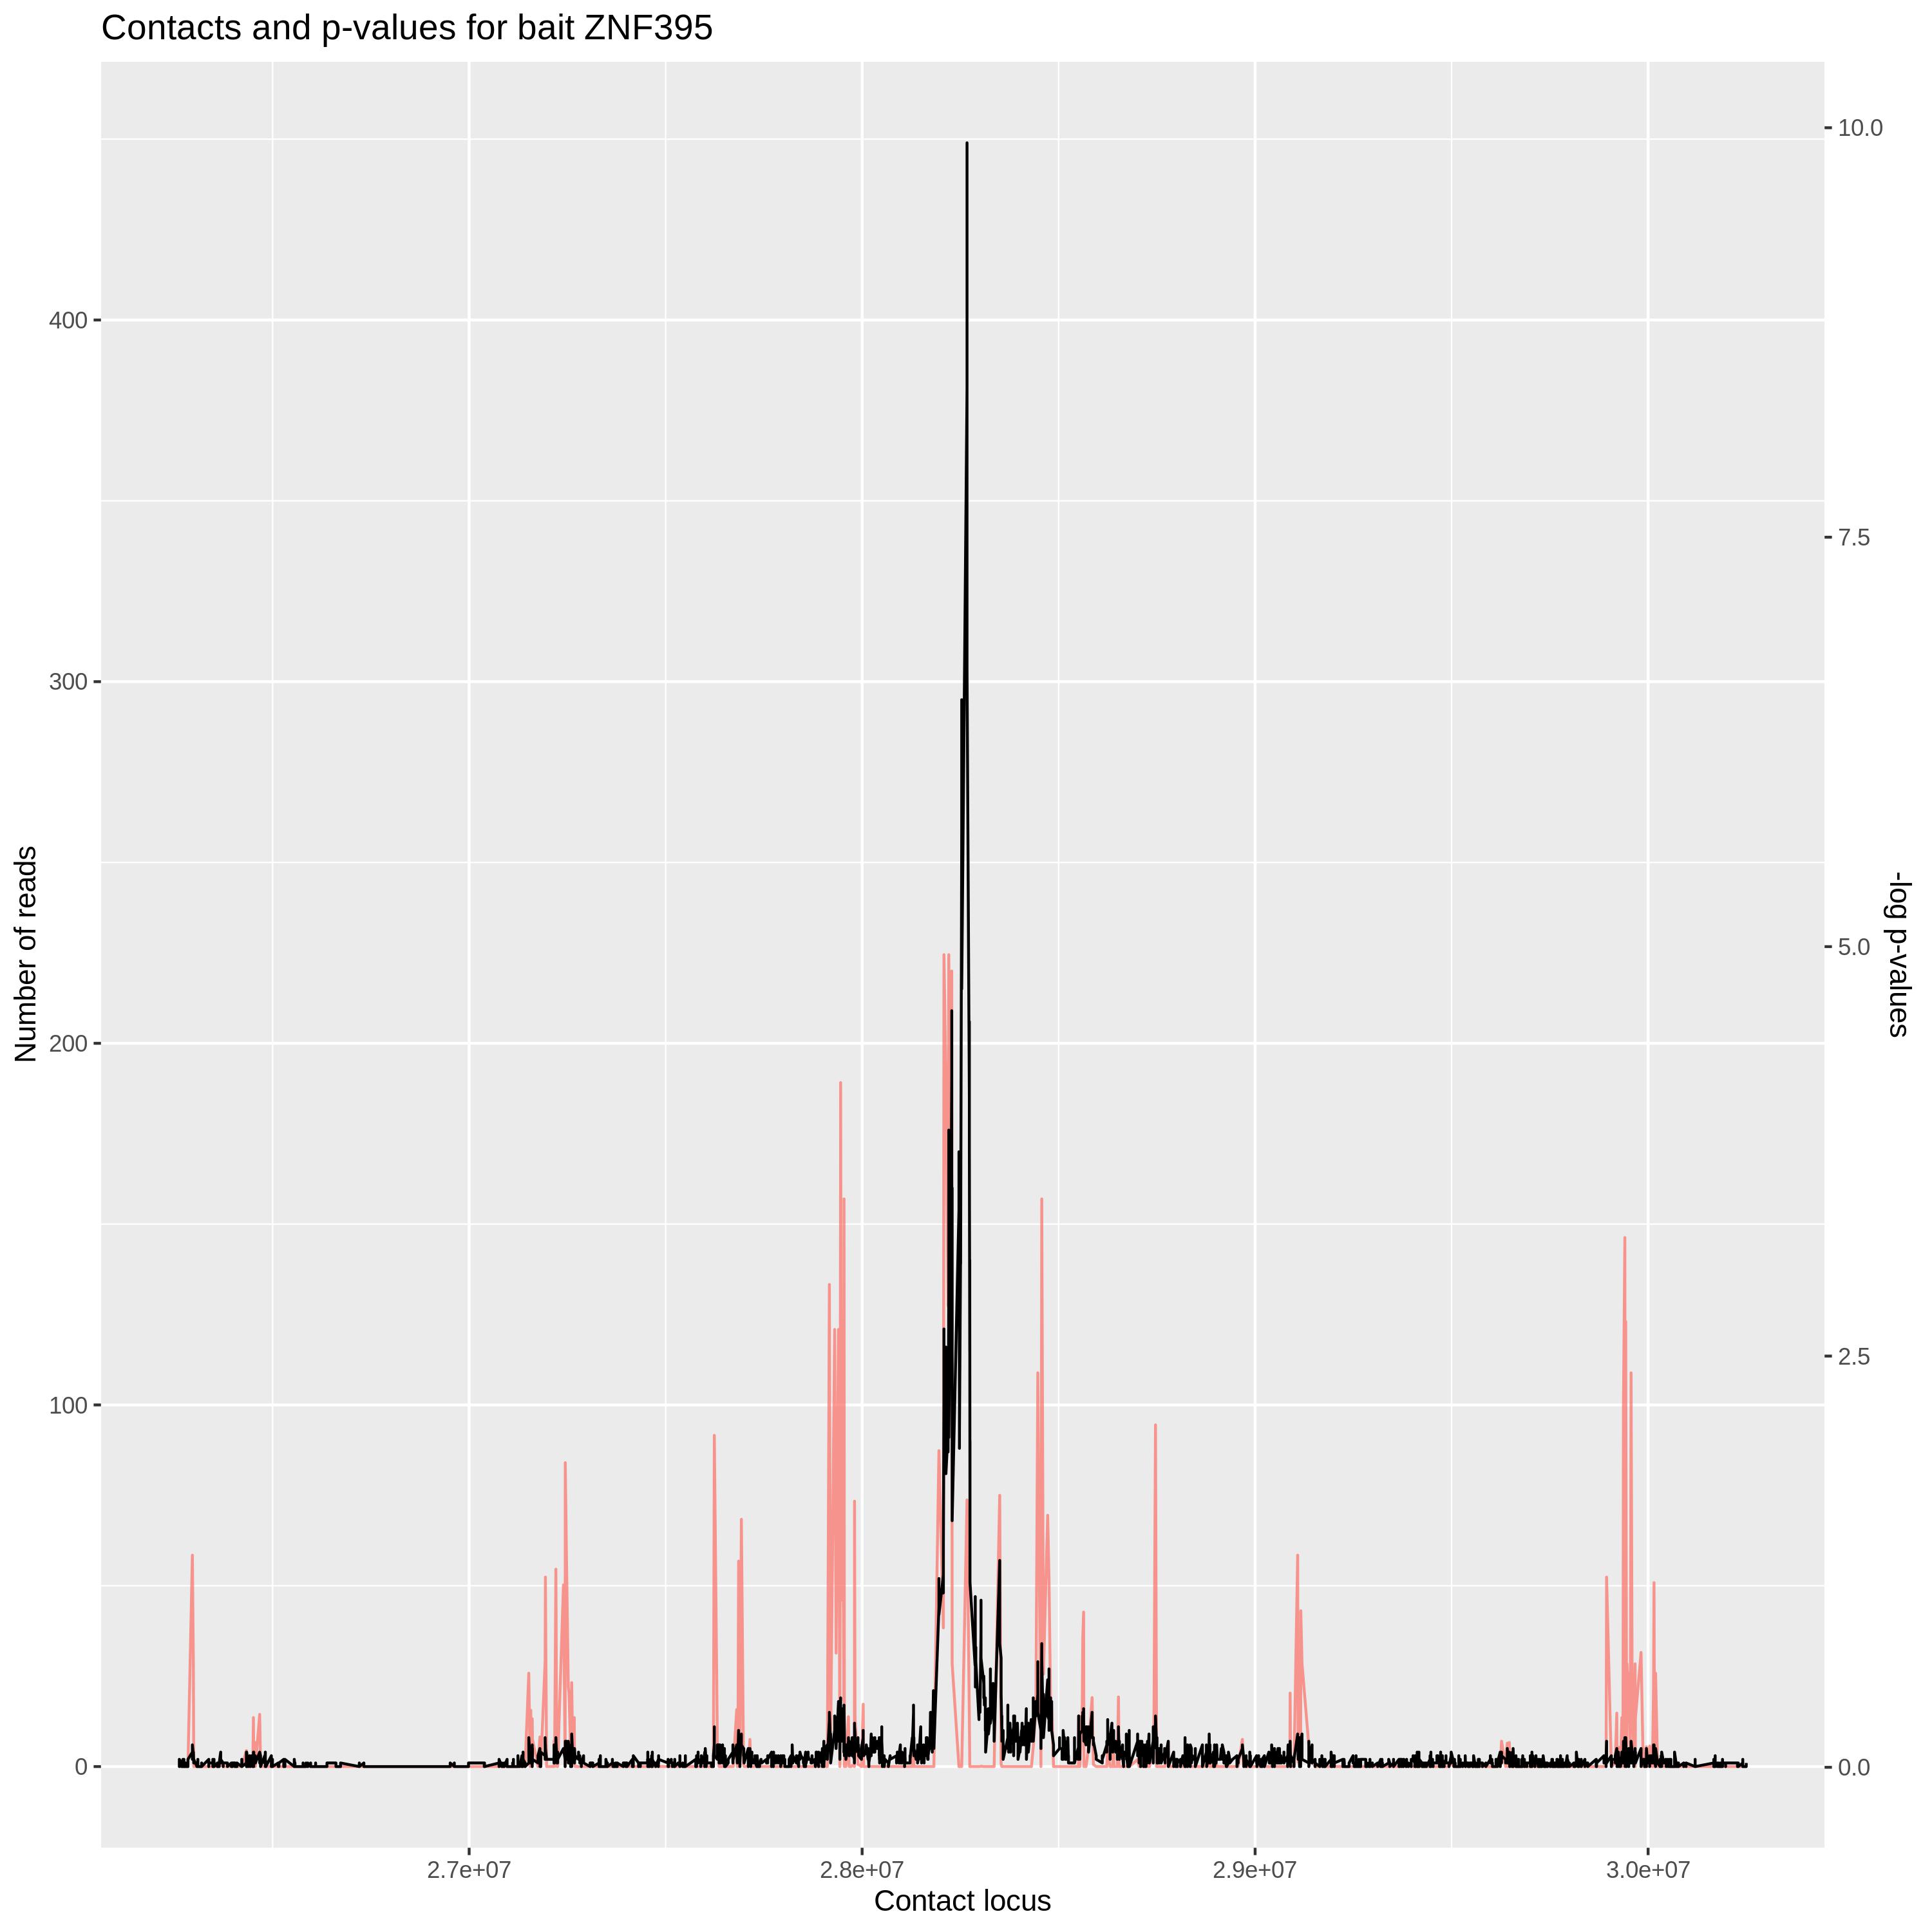 Contacts and p-values for bait ZNF395
Number of reads
400
300
200
100
0
10.0
7.5
5.0
2.5
0.0
-log p-values
2.7e+07
2.8e+07
2.9e+07
3.0e+07
Contact locus